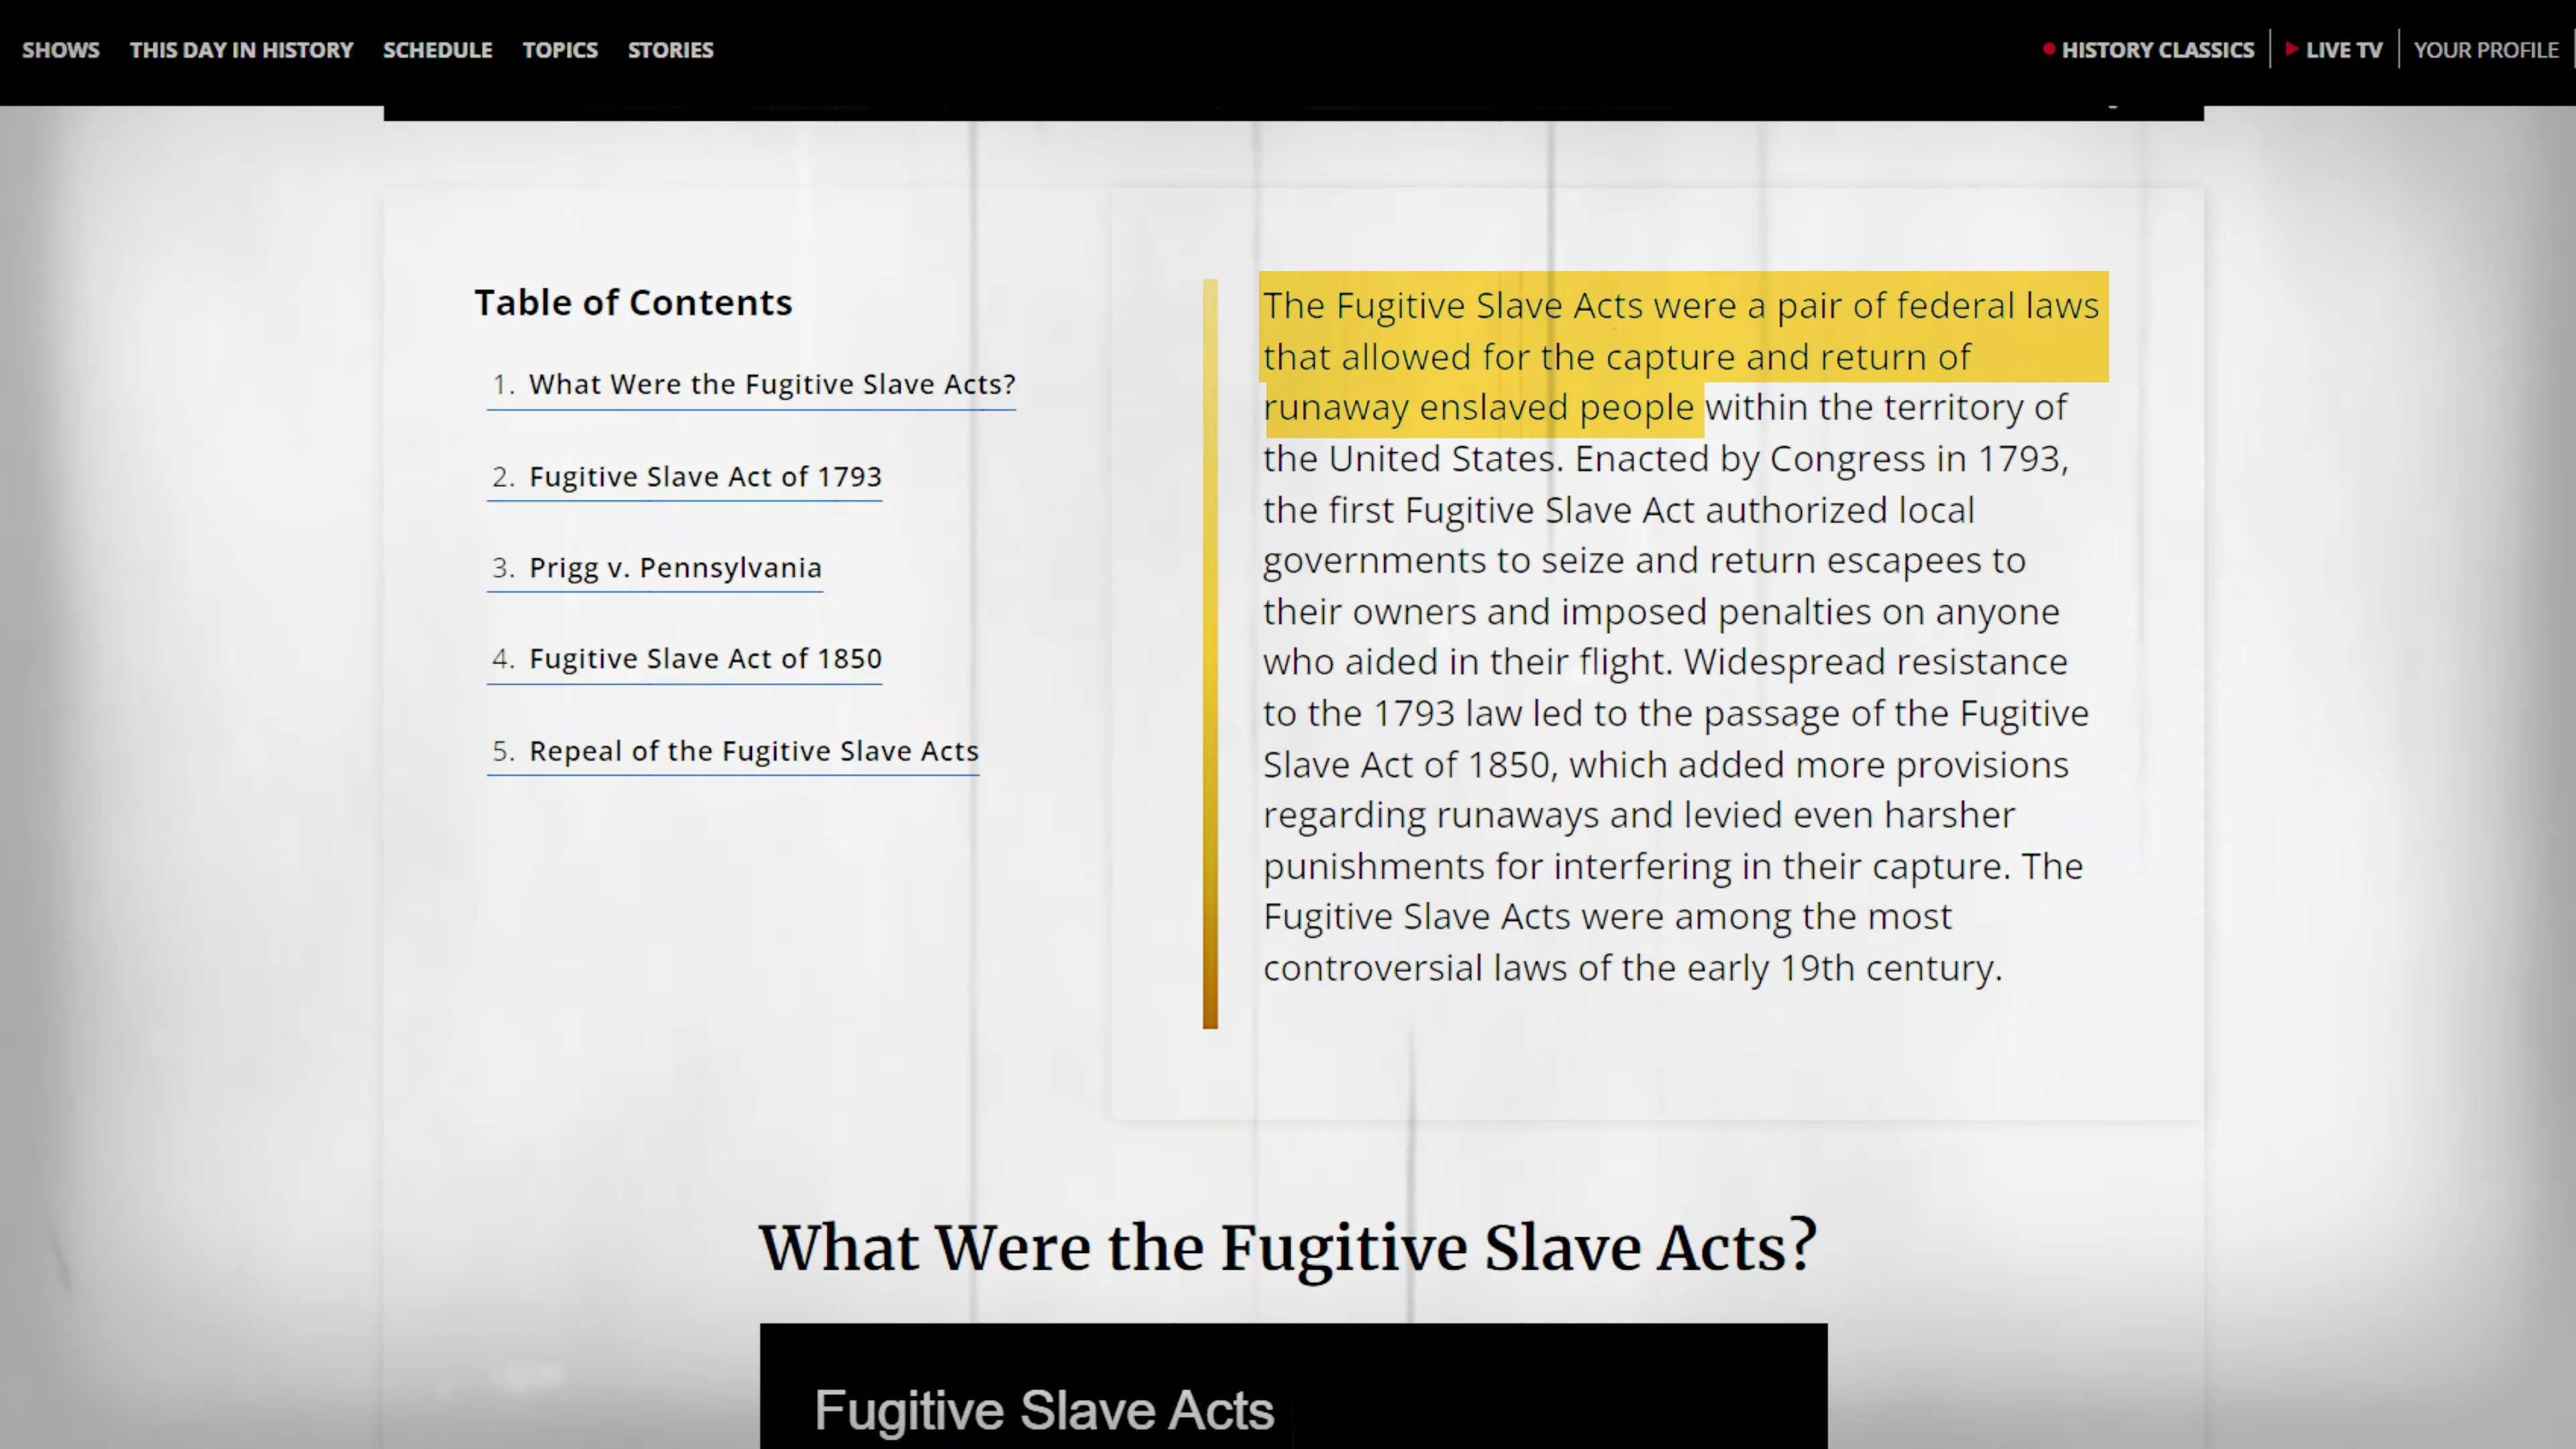 SHOWS THIS DAY IN HISTORY SCHEDULE TOPICS STORIES
HISTORY CLASSICS LIVE TV YOUR PROFILE
Table of Contents
1. What Were the Fugitive Slave Acts?
2. Fugitive Slave Act of 1793
3. Prigg v. Pennsylvania
4. Fugitive Slave Act of 1850
5. Repeal of the Fugitive Slave Acts
The Fugitive Slave Acts were a pair of federal laws
that allowed for the capture and return of
runaway enslaved people within the territory of
the United States. Enacted by Congress in 1793,
the first Fugitive Slave Act authorized local
governments to seize and return escapees to
their owners and imposed penalties on anyone
who aided in their flight. Widespread resistance
to the 1793 law led to the passage of the Fugitive
Slave Act of 1850, which added more provisions
regarding runaways and levied even harsher
punishments for interfering in their capture. The
Fugitive Slave Acts were among the most
controversial laws of the early 19th century.
What Were the Fugitive Slave Acts?
Fugitive Slave Acts